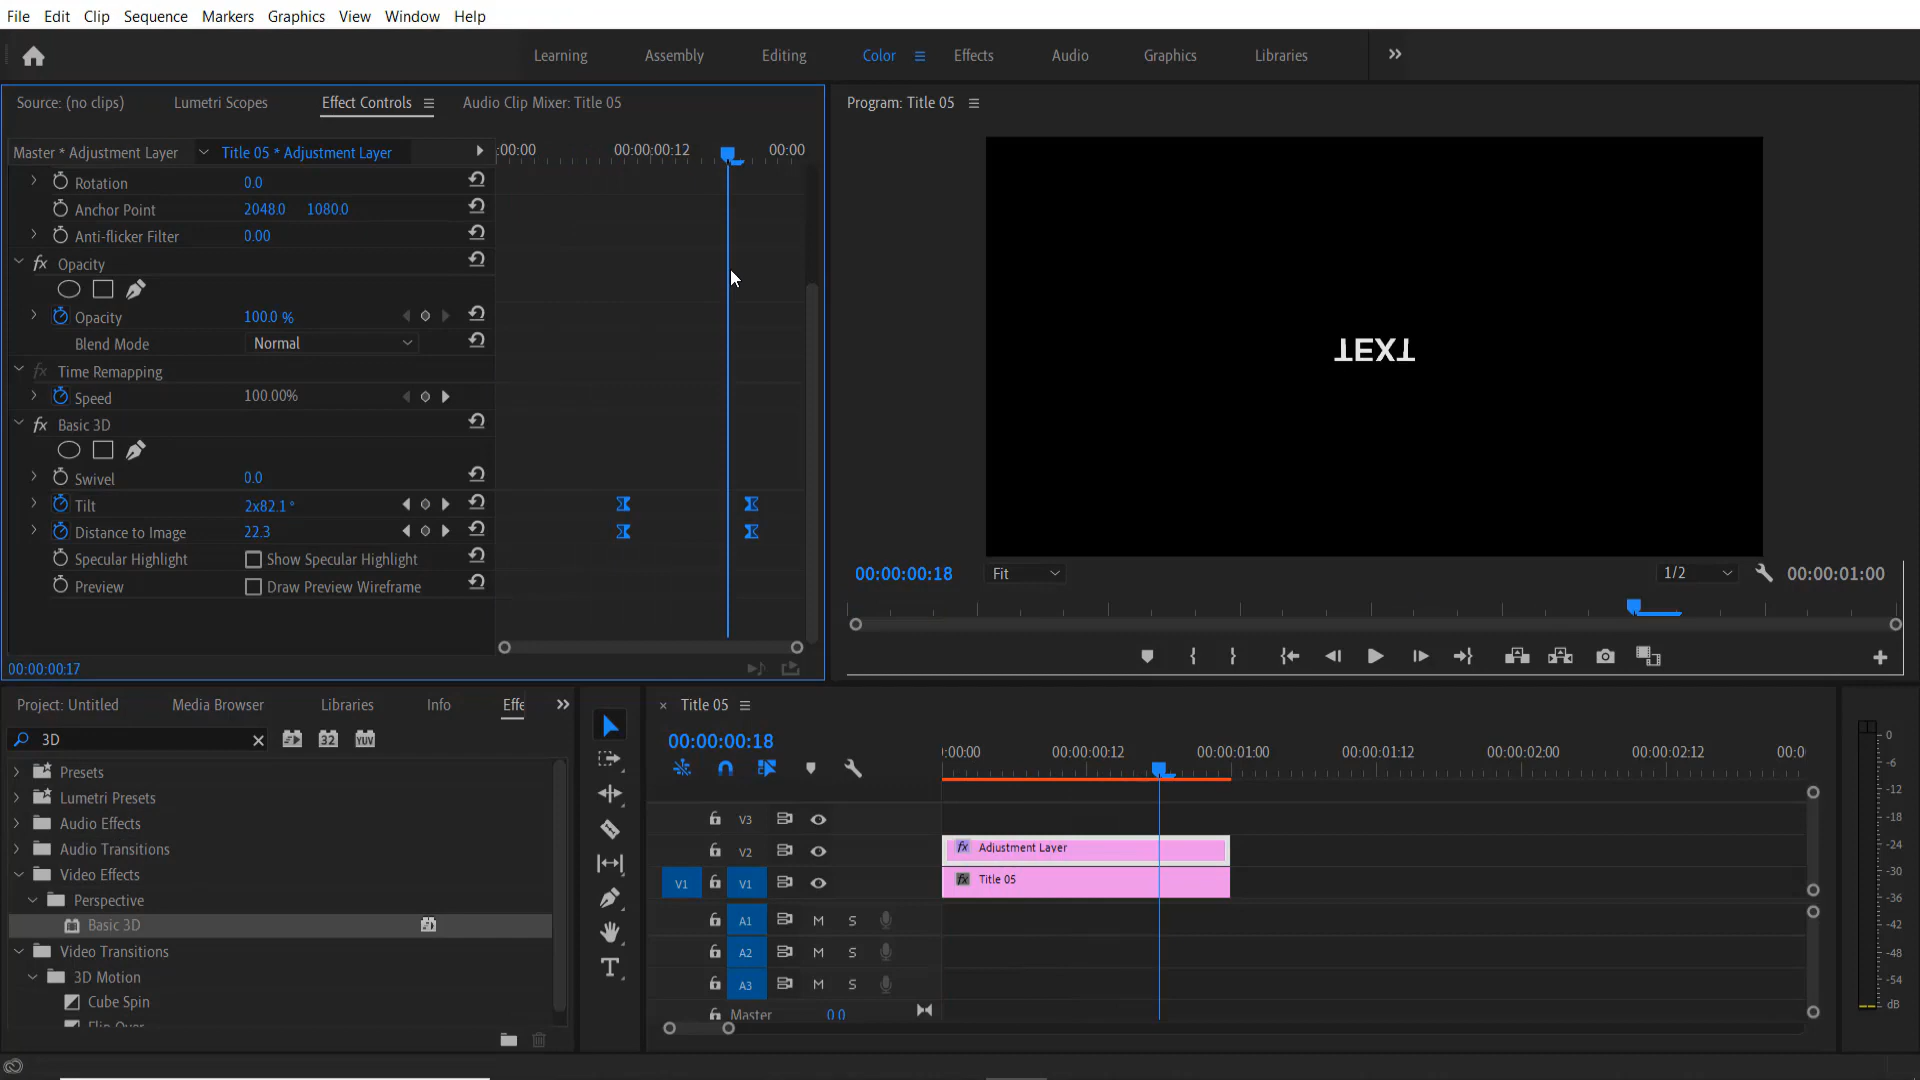 File Edit Clip Sequence Markers Graphics View Window Help
Learning Assembly Editing Color Effects Audio Graphics Libraries
Source: (no clips) Lumetri Scopes Effect Controls Audio Clip Mixer: Title 05
Program: Title 05
Master * Adjustment Layer Title 05 * Adjustment Layer
:00:00 00:00:00:12 00:00
Rotation 0.0
Anchor Point 2048.0 1080.0
Anti-flicker Filter 0.00
fx Opacity
Opacity 100.0 %
Blend Mode Normal
fx Time Remapping
Speed 100.00%
fx Basic 3D
Swivel 0.0
Tilt 2x82.1 °
Distance to Image 22.3
Specular Highlight Show Specular Highlight
Preview Draw Preview Wireframe
00:00:00:17
TEXT
00:00:00:18 Fit 1/2 00:00:01:00
Project: Untitled Media Browser Libraries Info Effe
3D 32 YUV
Presets
Lumetri Presets
Audio Effects
Audio Transitions
Video Effects
Perspective
Basic 3D
Video Transitions
3D Motion
Cube Spin
Flip Over
Title 05
00:00:00:18
:00:00 00:00:00:12 00:00:01:00 00:00:01:12 00:00:02:00 00:00:02:12 00:0
V3
V2 fx Adjustment Layer
V1 V1 fx Title 05
A1 M S
A2 M S
A3 M S
Master 0.0
0
-6
-12
-18
-24
-30
-36
-42
-48
-54
dB